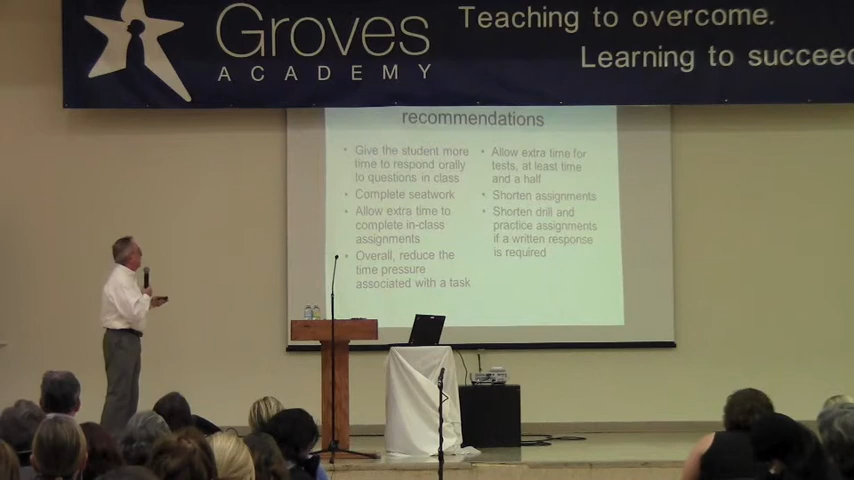 Groves
ACADEMY
Teaching to overcome.
Learning to succeed
recommendations
• Give the student more
time to respond orally
to questions in class
• Complete seatwork
• Allow extra time to
complete in-class
assignments
• Overall, reduce the
time pressure
associated with a task
• Allow extra time for
tests, at least time
and a half
• Shorten assignments
• Shorten drill and
practice assignments
if a written response
is required